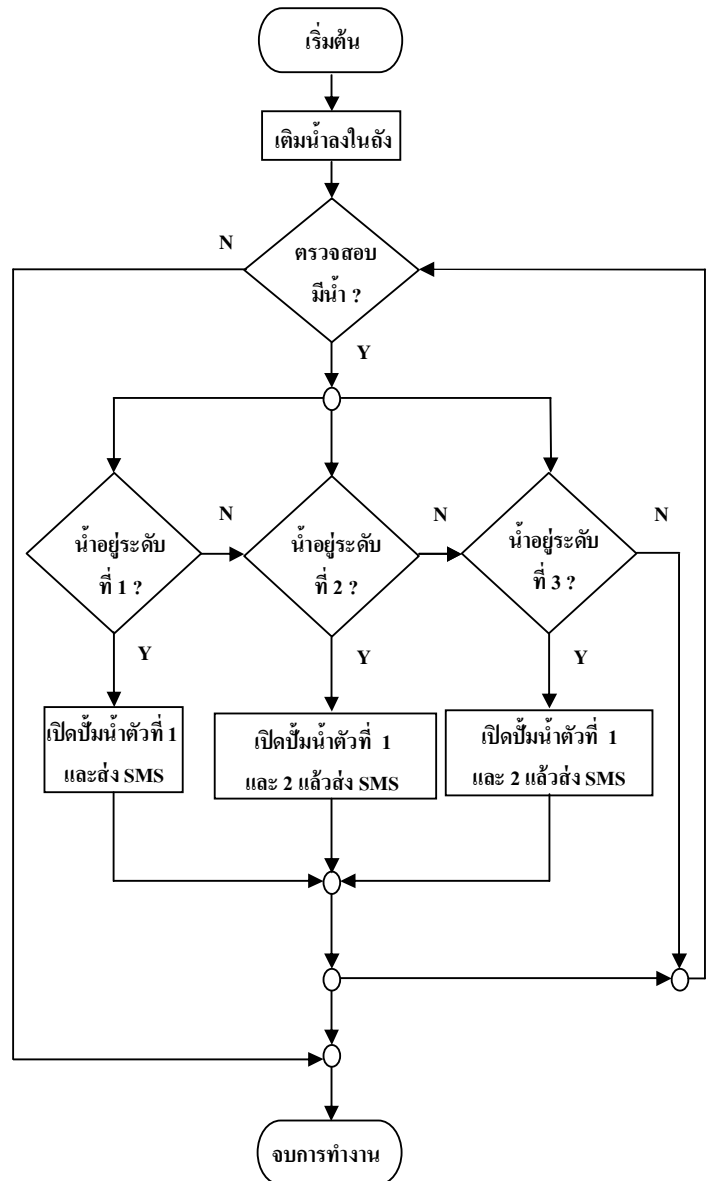 เริ่มต้น
เติมน้ำลงในถัง
N
ตรวจสอบ
มีน้ำ ?
Y
น้ำอยู่ระดับ
ที่ 1 ?
N
น้ำอยู่ระดับ
ที่ 2 ?
N
น้ำอยู่ระดับ
ที่ 3 ?
N
Y
Y
Y
เปิดปั้มน้ำตัวที่ 1
และส่ง SMS
เปิดปั้มน้ำตัวที่ 1
และ 2 แล้วส่ง SMS
เปิดปั้มน้ำตัวที่ 1
และ 2 แล้วส่ง SMS
จบการทำงาน